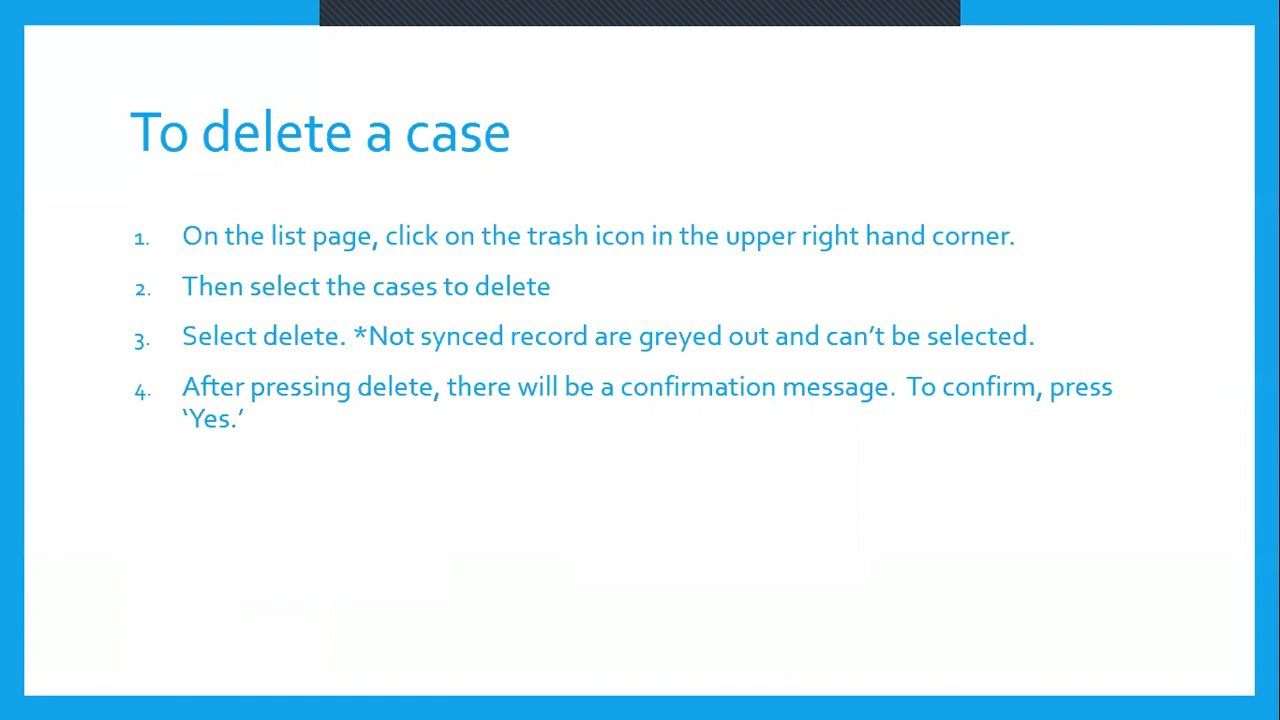 To delete a case
1. On the list page, click on the trash icon in the upper right hand corner.
2. Then select the cases to delete
3. Select delete. *Not synced record are greyed out and can’t be selected.
4. After pressing delete, there will be a confirmation message.  To confirm, press
‘Yes.’